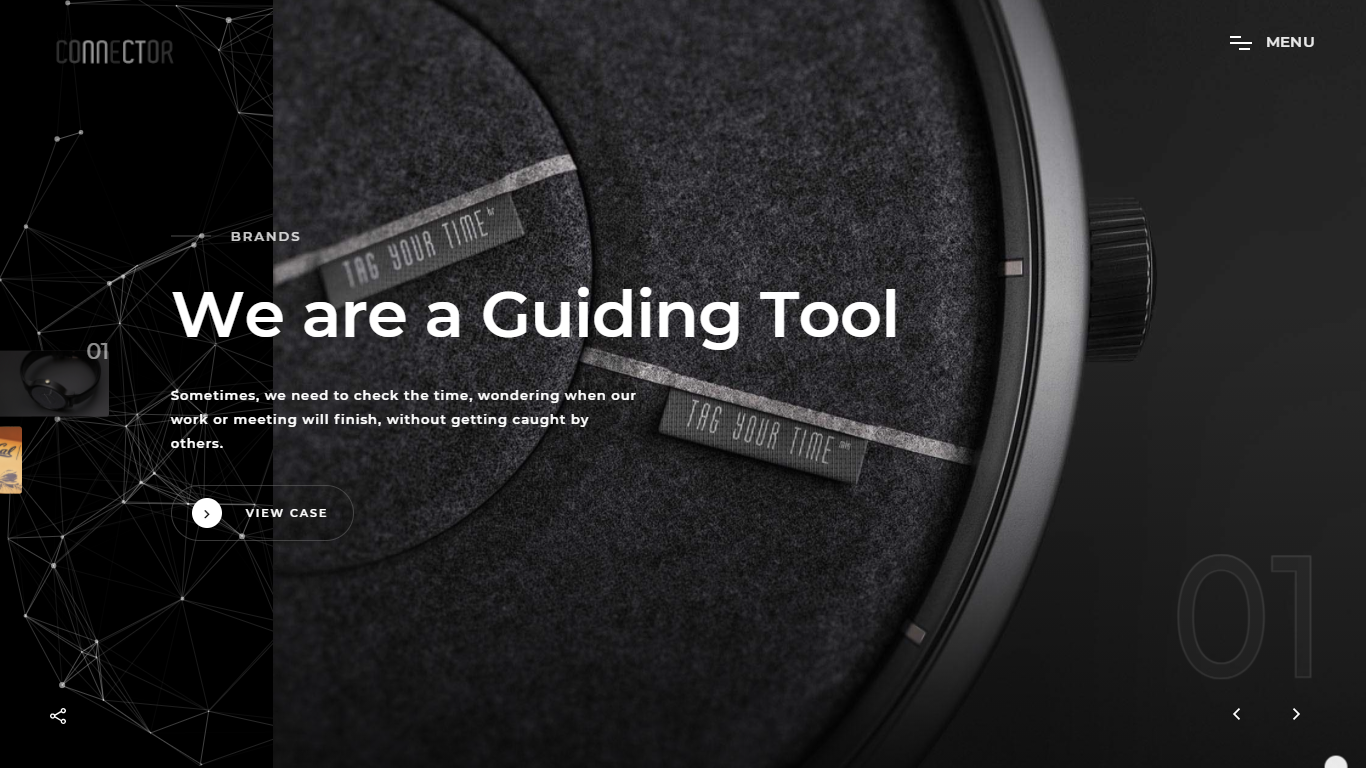 CONNECTOR
MENU
TAG YOUR TIME
BRANDS
We are a Guiding Tool
01
Sometimes, we need to check the time, wondering when our
work or meeting will finish, without getting caught by
others.
TAG YOUR TIME
VIEW CASE
01